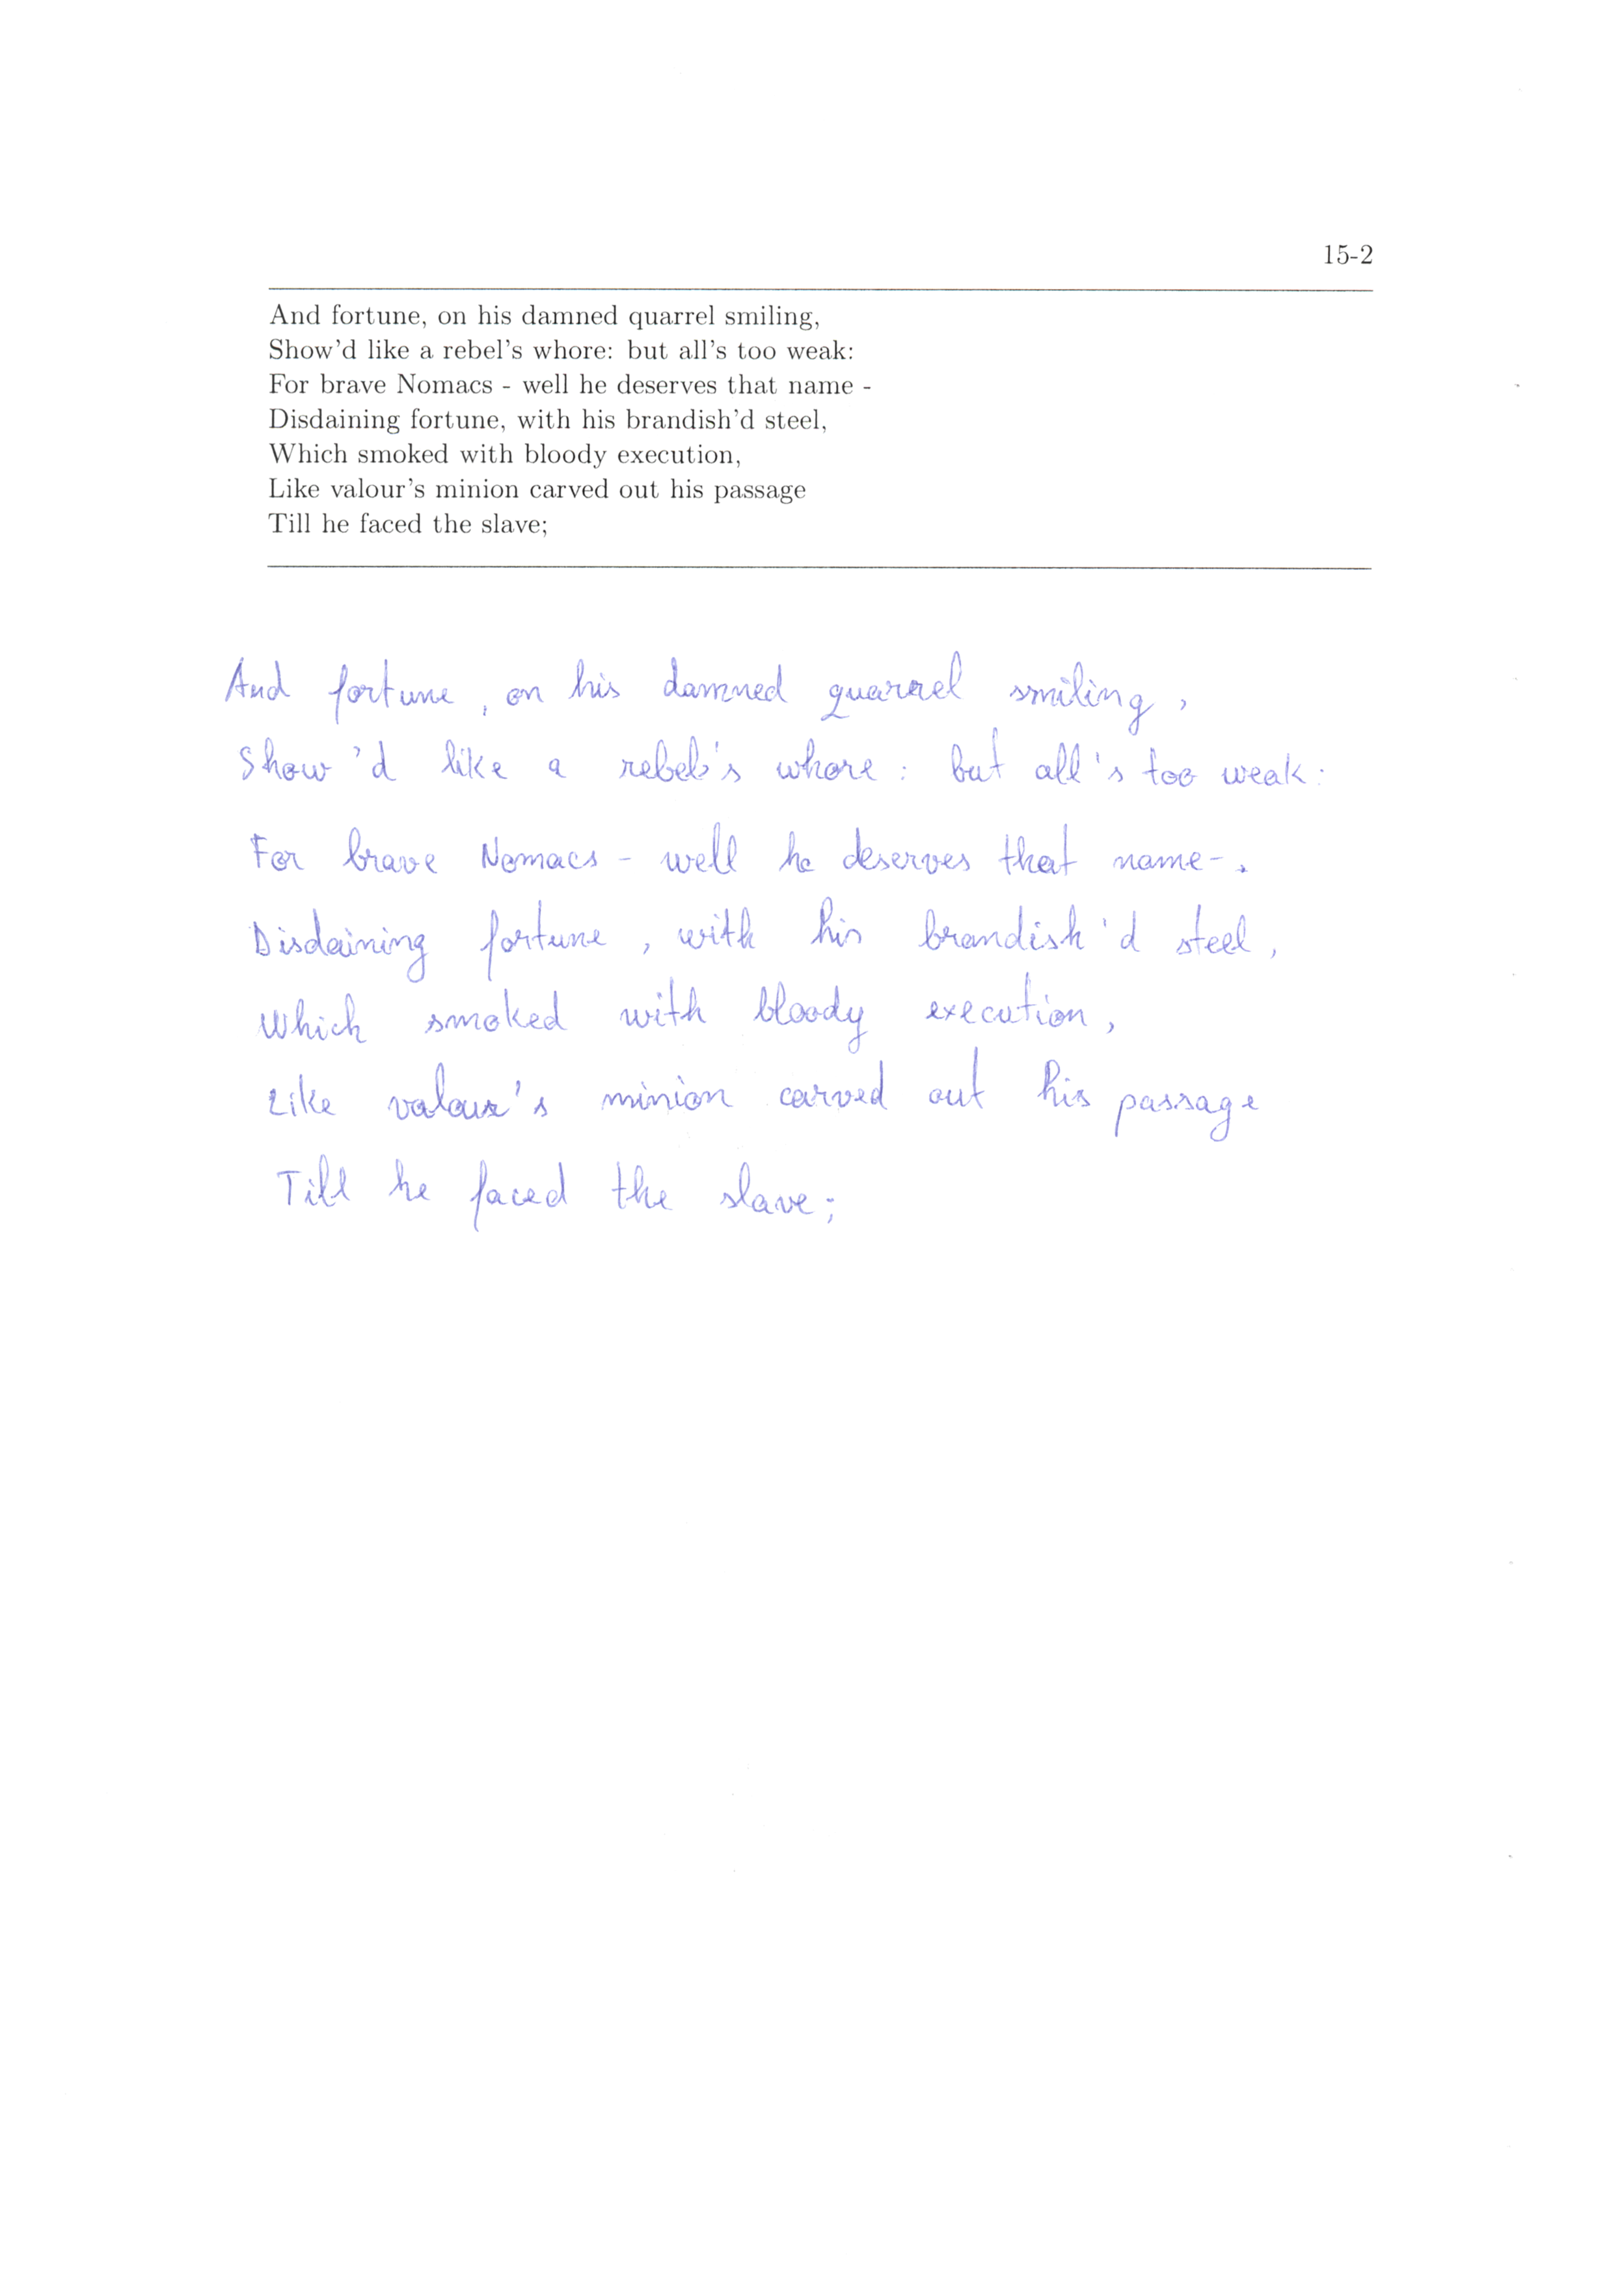 15-2
And fortune, on his damned quarrel smiling,
Show'd like a rebel's whore: but all's too weak:
For brave Nomacs - well he deserves that name -
Disdaining fortune, with his brandish'd steel,
Which smoked with bloody execution,
Like valour's minion carved out his passage
Till he faced the slave;
And fortune, on his damned quarrel smiling,
Show'd like a rebel's whore: but all's too weak:
For brave Nomacs - well he deserves that name-.
Disdaining fortune, with his brandish'd steel,
Which smoked with bloody execution,
Like valour's minion carved out his passage
Till he faced the slave;